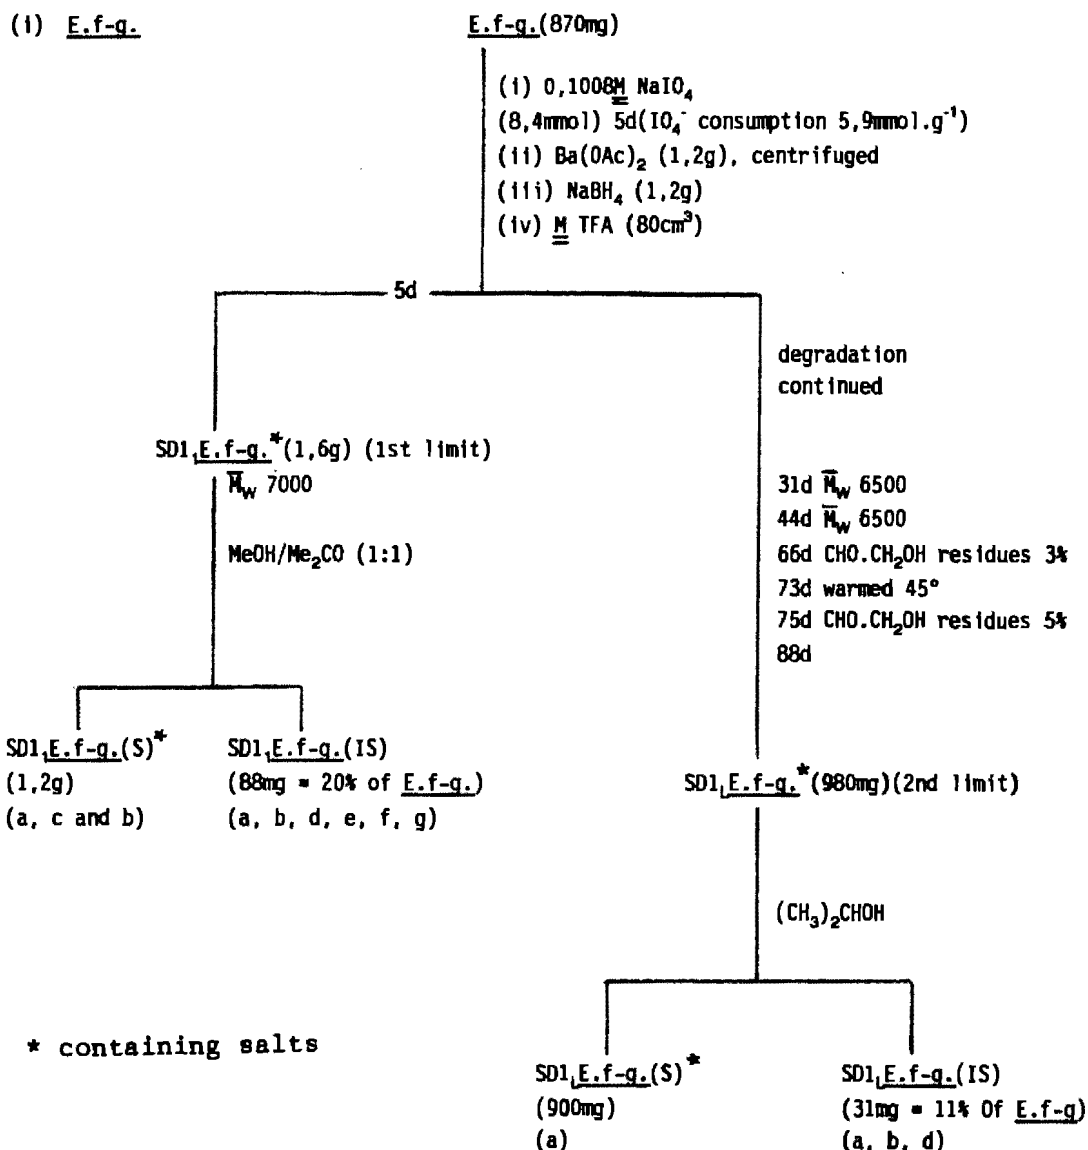 (i) E.f-g.
E.f-g.(870mg)
(i) 0,1008M NaIO₄
(8,4mmol) 5d(IO₄⁻ consumption 5,9mmol.g⁻¹)
(ii) Ba(OAc)₂ (1,2g), centrifuged
(iii) NaBH₄ (1,2g)
(iv) M TFA (80cm³)
5d
degradation
continued
SD1,E.f-g.*(1,6g) (1st limit)
M̅w 7000
MeOH/Me₂CO (1:1)
31d M̅w 6500
44d M̅w 6500
66d CHO.CH₂OH residues 3%
73d warmed 45°
75d CHO.CH₂OH residues 5%
88d
SD1,E.f-g.(S)*
(1,2g)
(a, c and b)
SD1,E.f-g.(IS)
(88mg = 20% of E.f-g.)
(a, b, d, e, f, g)
SD1,E.f-g.*(980mg)(2nd limit)
(CH₃)₂CHOH
* containing salts
SD1,E.f-g.(S)*
(900mg)
(a)
SD1,E.f-g.(IS)
(31mg = 11% Of E.f-g)
(a, b, d)